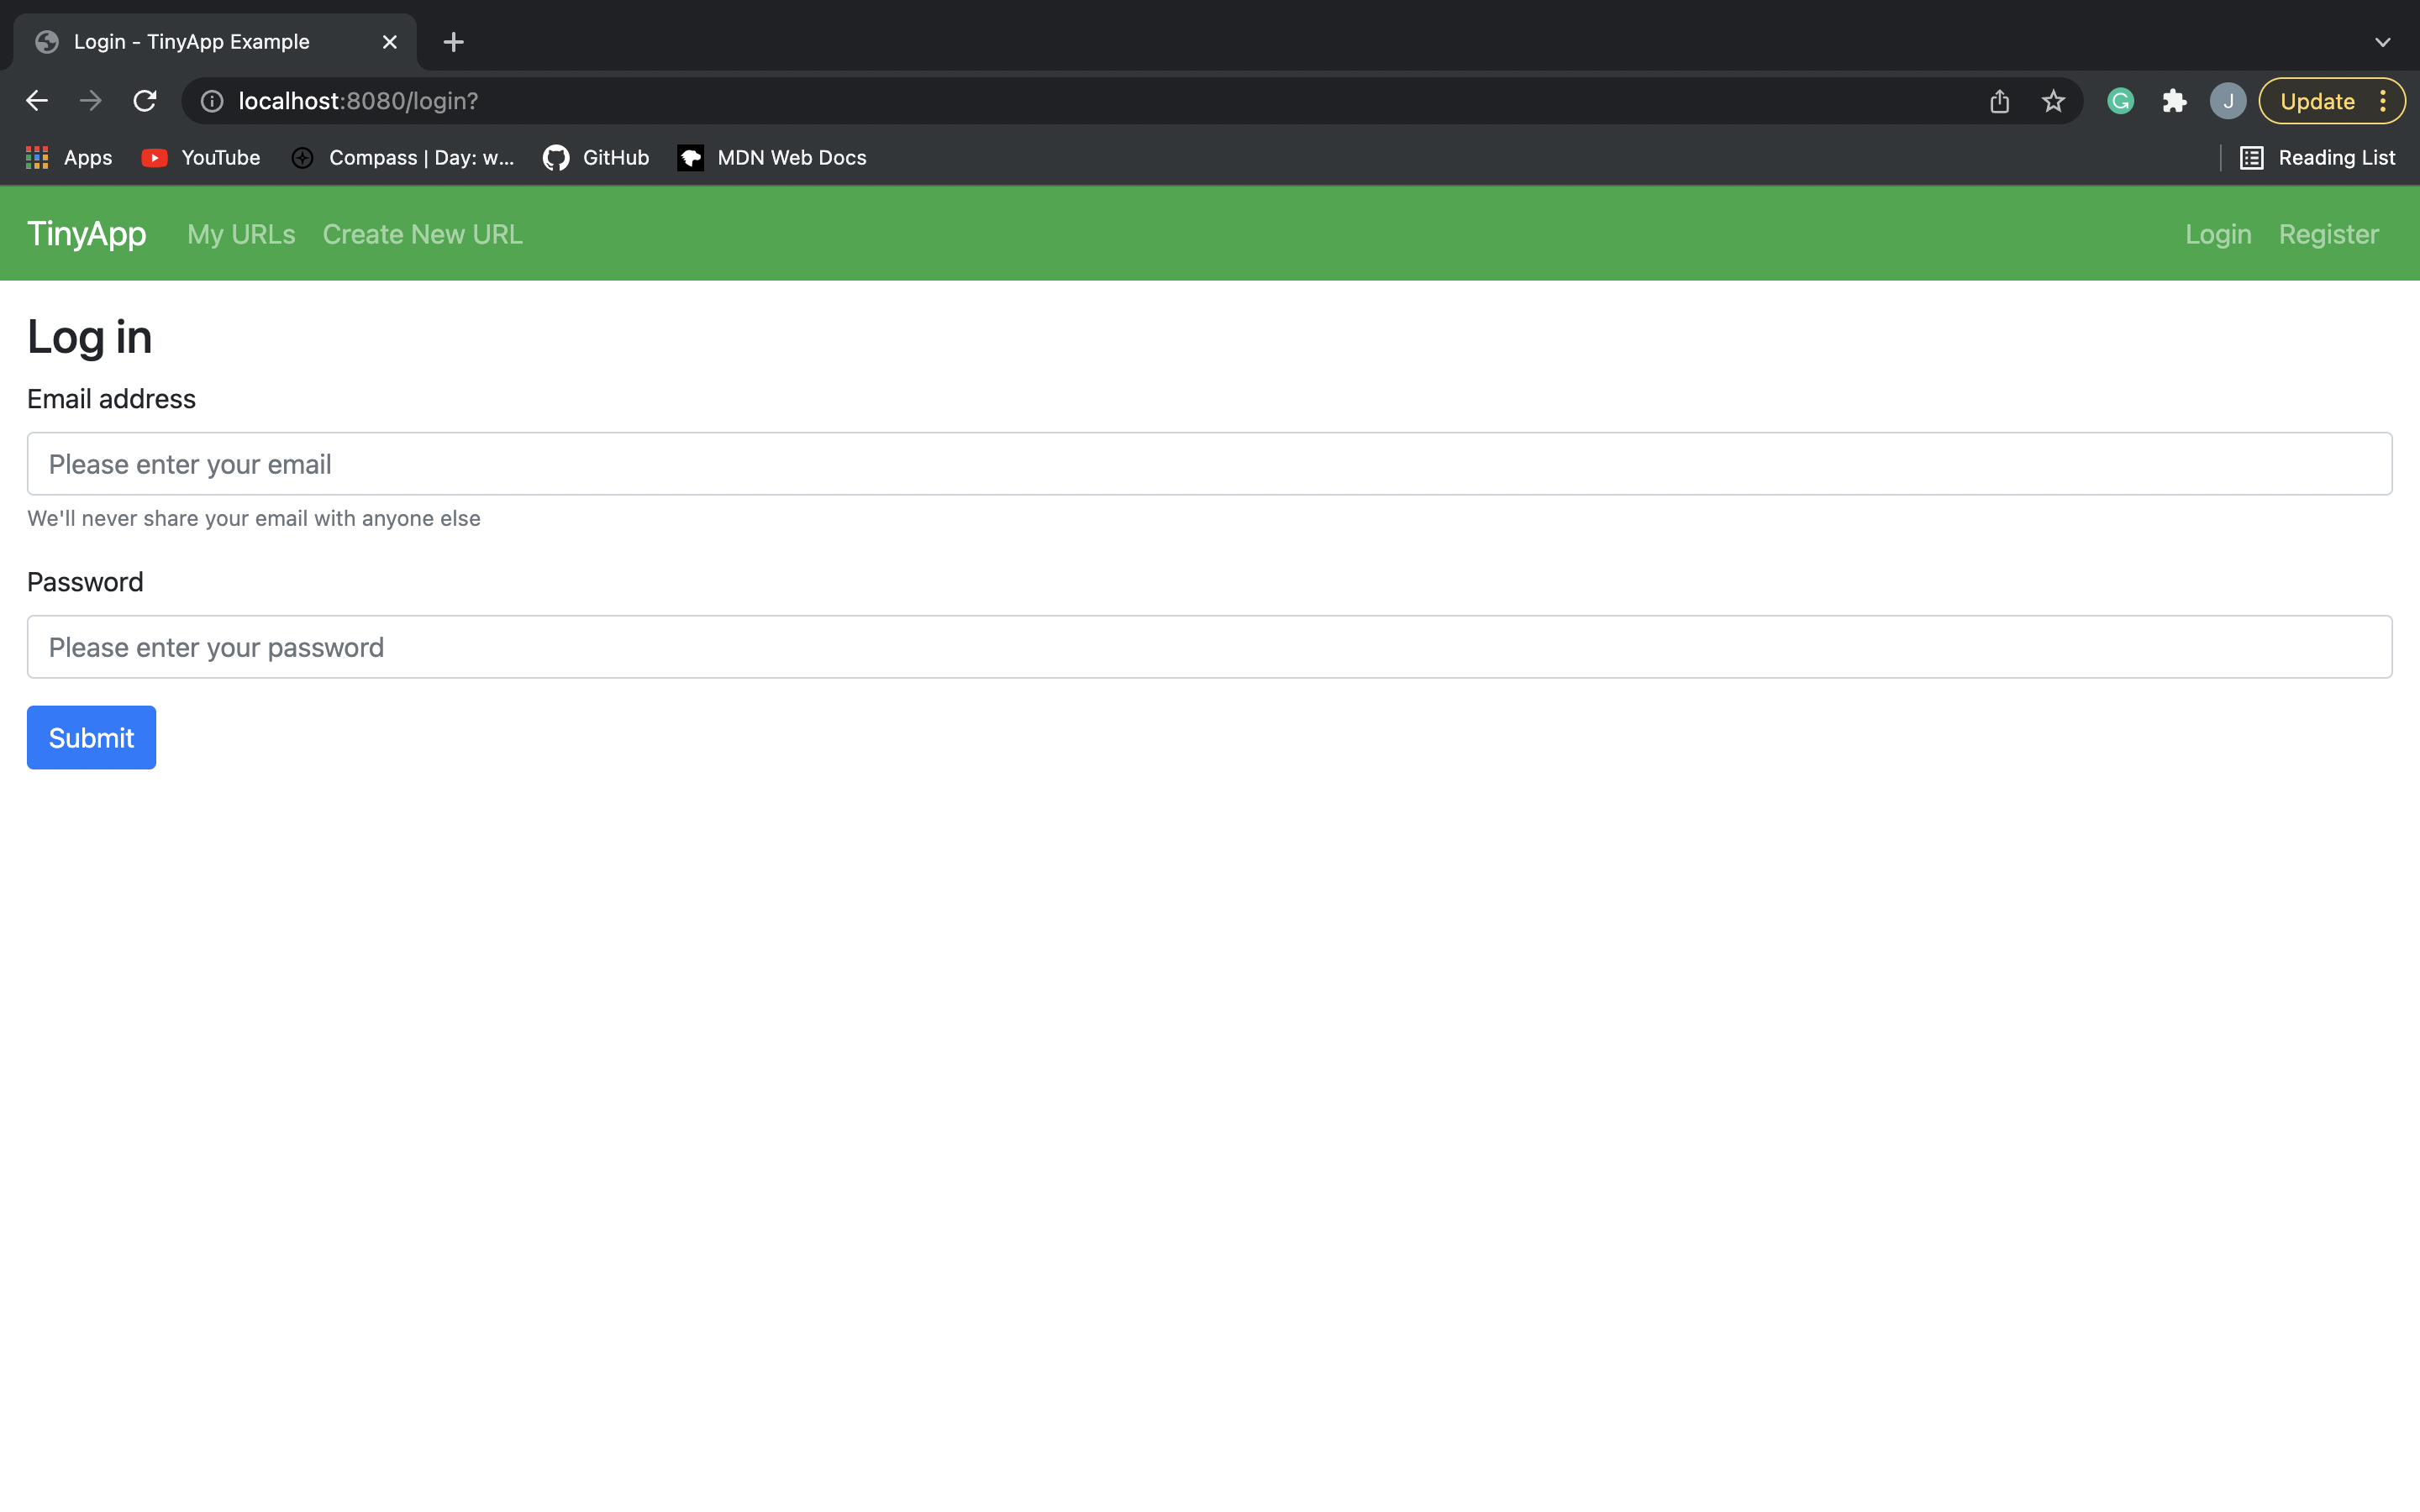 Login - TinyApp Example
localhost:8080/login?
J
Update
Apps YouTube Compass | Day: w... GitHub MDN Web Docs Reading List
TinyApp My URLs Create New URL Login Register
Log in
Email address
Please enter your email
We'll never share your email with anyone else
Password
Please enter your password
Submit